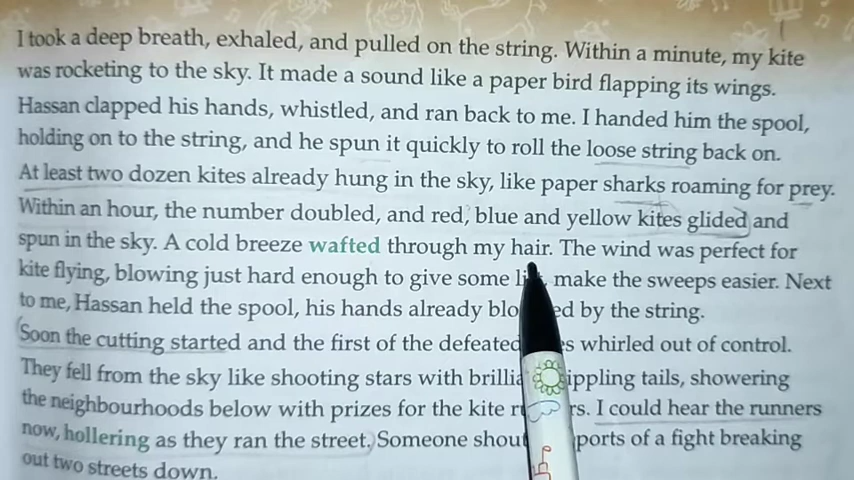 I took a deep breath, exhaled, and pulled on the string. Within a minute, my kite
was rocketing to the sky. It made a sound like a paper bird flapping its wings.
Hassan clapped his hands, whistled, and ran back to me. I handed him the spool,
holding on to the string, and he spun it quickly to roll the loose string back on.
At least two dozen kites already hung in the sky, like paper sharks roaming for prey.
Within an hour, the number doubled, and red, blue and yellow kites glided and
spun in the sky. A cold breeze wafted through my hair. The wind was perfect for
kite flying, blowing just hard enough to give some make the sweeps easier. Next
to me, Hassan held the spool, his hands already by the string.
Soon the cutting started and the first of the defeated whirled out of control.
They fell from the sky like shooting stars with tails, showering
the neighbourhoods below with prizes for the kite I could hear the runners
now, hollering as they ran the street. Someone of a fight breaking
out two streets down.